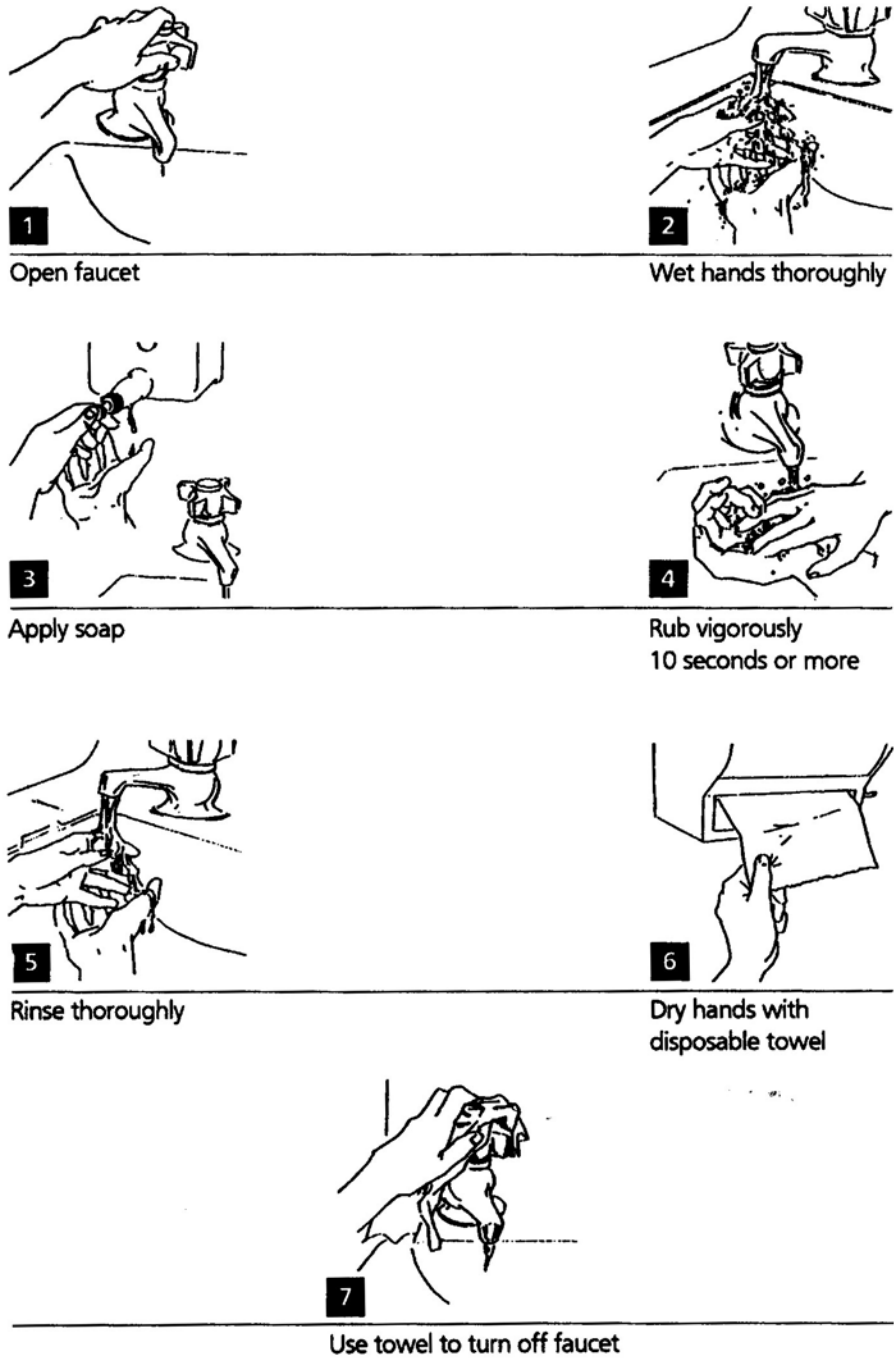 1
Open faucet
2
Wet hands thoroughly
3
Apply soap
4
Rub vigorously
10 seconds or more
5
Rinse thoroughly
6
Dry hands with
disposable towel
7
Use towel to turn off faucet